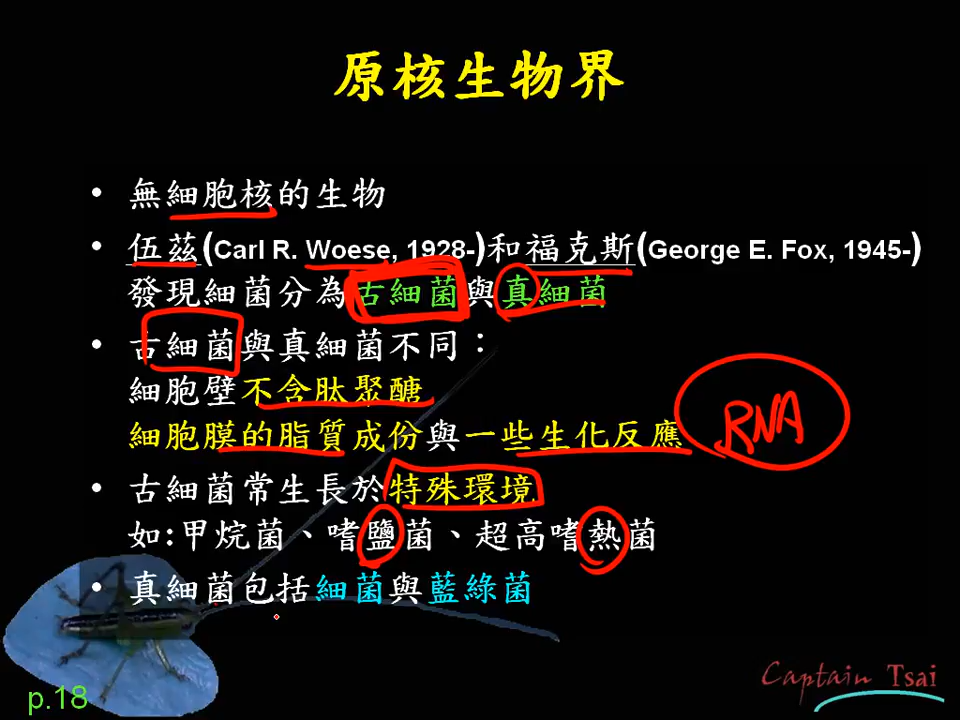 原核生物界
• 無細胞核的生物
• 伍茲(Carl R. Woese, 1928-)和福克斯(George E. Fox, 1945-)
發現細菌分為古細菌與真細菌
• 古細菌與真細菌不同：
細胞壁不含肽聚醣
細胞膜的脂質成份與一些生化反應
RNA
• 古細菌常生長於特殊環境
如:甲烷菌、嗜鹽菌、超高嗜熱菌
• 真細菌包括細菌與藍綠菌
Captain Tsai
p.18